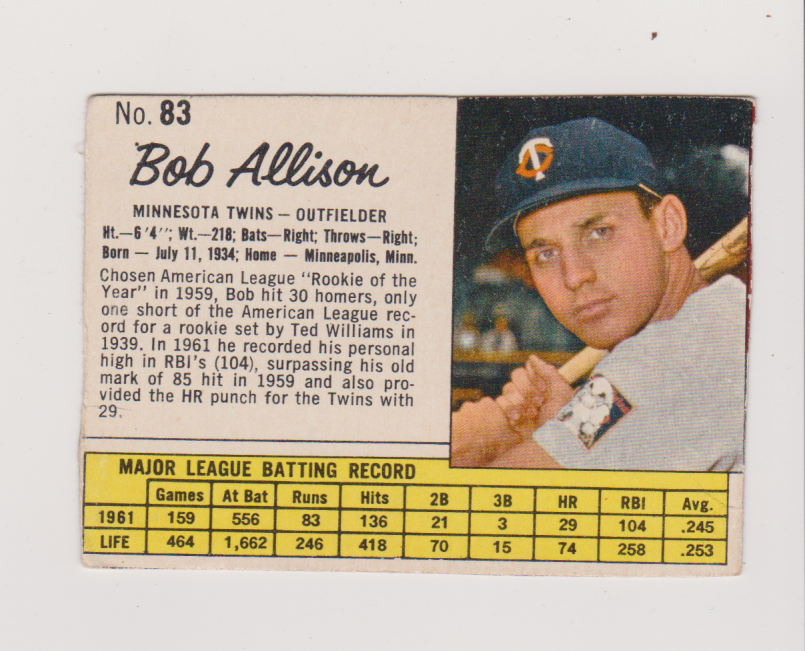 No. 83
Bob Allison
MINNESOTA TWINS — OUTFIELDER
Ht.—6'4"; Wt.—218; Bats—Right; Throws—Right;
Born — July 11, 1934; Home — Minneapolis, Minn.
Chosen American League "Rookie of the
Year" in 1959, Bob hit 30 homers, only
one short of the American League rec-
ord for a rookie set by Ted Williams in
1939. In 1961 he recorded his personal
high in RBI's (104), surpassing his old
mark of 85 hit in 1959 and also pro-
vided the HR punch for the Twins with
29.
TC
MAJOR LEAGUE BATTING RECORD
Games At Bat Runs Hits 2B 3B HR RBI Avg.
1961 159 556 83 136 21 3 29 104 .245
LIFE 464 1,662 246 418 70 15 74 258 .253